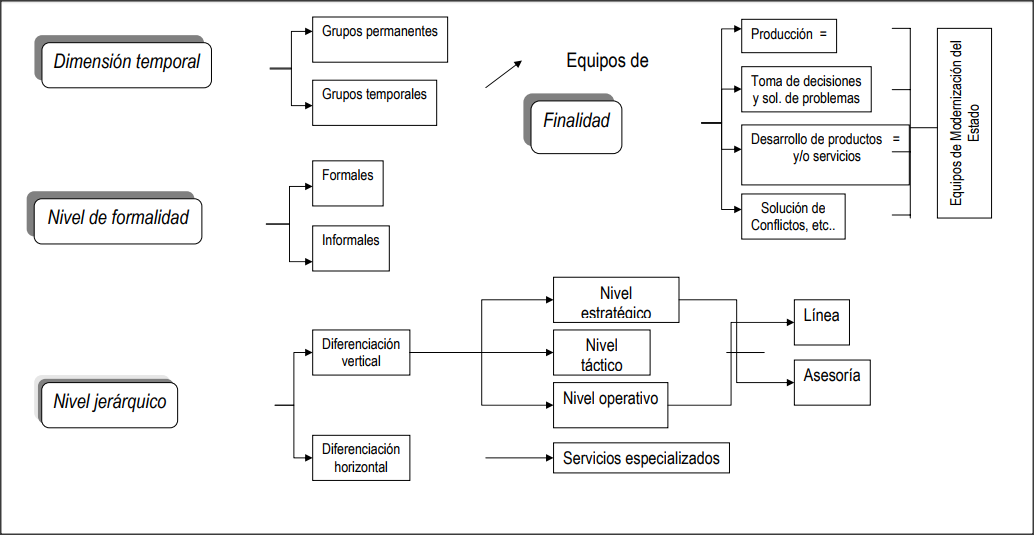 Dimensión temporal
Grupos permanentes
Grupos temporales
Equipos de
Finalidad
Producción =
Toma de decisiones
y sol. de problemas
Desarrollo de productos =
y/o servicios
Solución de
Conflictos, etc..
Equipos de Modernización del
Estado
Nivel de formalidad
Formales
Informales
Nivel jerárquico
Diferenciación
vertical
Diferenciación
horizontal
Nivel
estratégico
Nivel
táctico
Nivel operativo
Servicios especializados
Línea
Asesoría